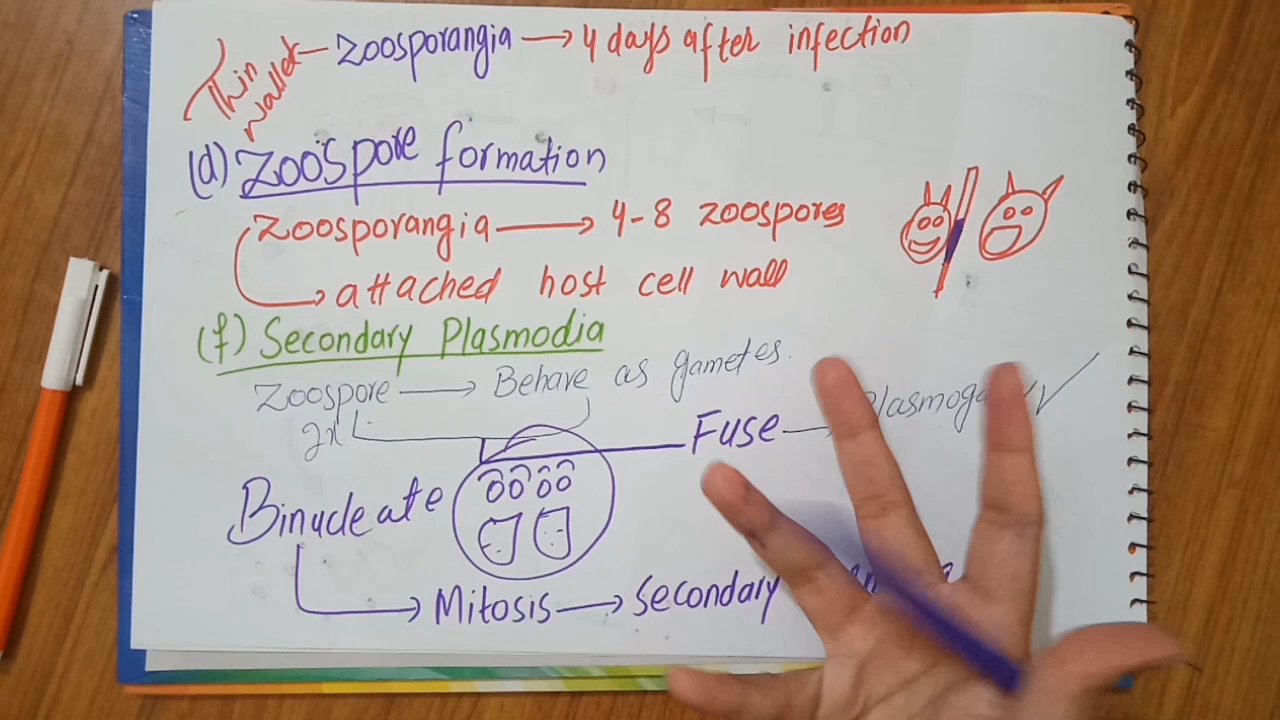 Thin walled – Zoosporangia → 4 days after infection
(d) Zoospore formation
Zoosporangia → 4-8 zoospores
→ attached host cell wall
(f) Secondary Plasmodia
Zoospore → Behave as gametes.
Fuse →
Binucleate
→ Mitosis → Secondary